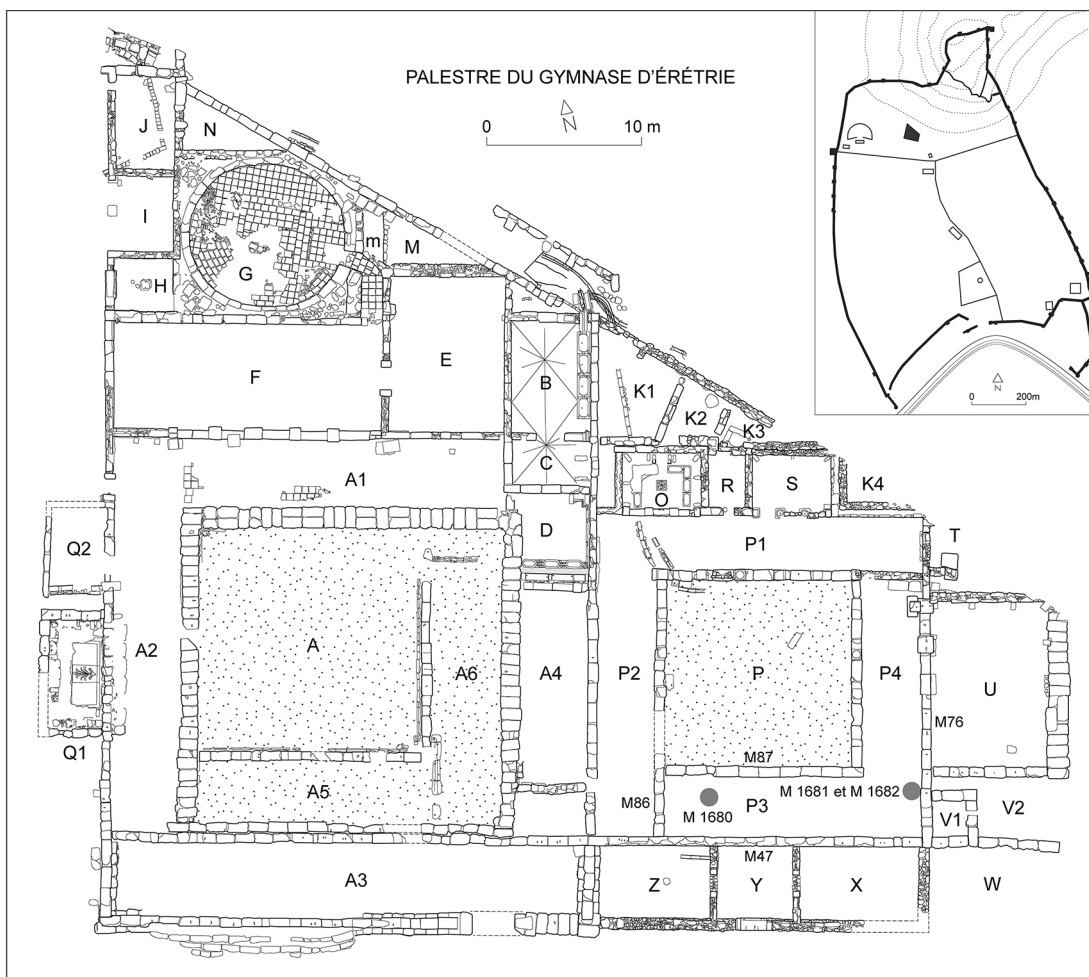 PALESTRE DU GYMNASE D'ÉRÉTRIE
N
0 10 m
N
0 200m
J
N
I
m
M
G
H
F
E
B
K1
K2
K3
C
A1
O
R
S
K4
D
Q2
P1
T
A
A2
A6
A4
P2
P
P4
U
M76
Q1
M87
A5
M86
M 1680
P3
M 1681 et M 1682
V1
V2
M47
A3
Z
Y
X
W